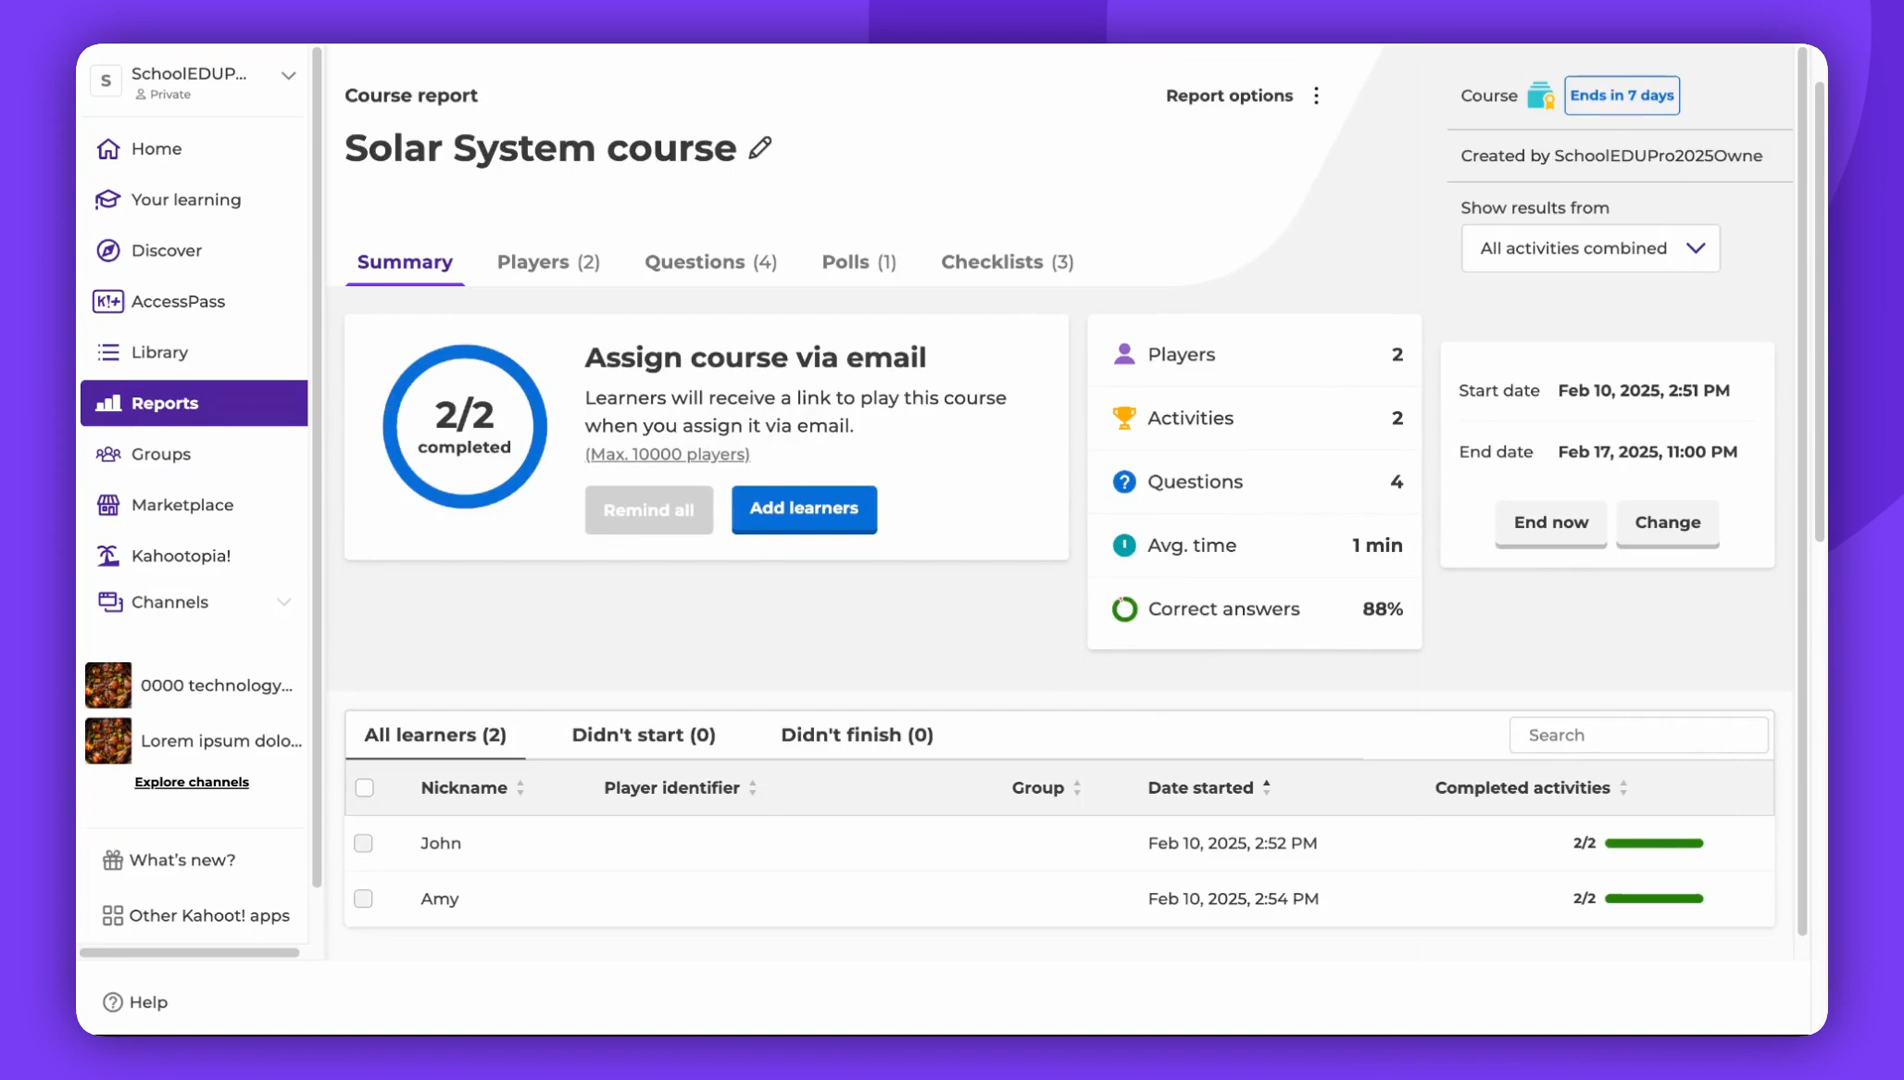 S
SchoolEDUP...
Private
Home
Your learning
Discover
K!+ AccessPass
Library
Reports
Groups
Marketplace
Kahootopia!
Channels
0000 technology...
Lorem ipsum dolo...
Explore channels
What's new?
Other Kahoot! apps
Help
Course report
Report options
Solar System course
Summary Players (2) Questions (4) Polls (1) Checklists (3)
Course Ends in 7 days
Created by SchoolEDUPro2025Owne
Show results from
All activities combined
2/2
completed
Assign course via email
Learners will receive a link to play this course
when you assign it via email.
(Max. 10000 players)
Remind all Add learners
Players 2
Activities 2
? Questions 4
Avg. time 1 min
Correct answers 88%
Start date Feb 10, 2025, 2:51 PM
End date Feb 17, 2025, 11:00 PM
End now Change
All learners (2) Didn't start (0) Didn't finish (0) Search
Nickname Player identifier Group Date started Completed activities
John Feb 10, 2025, 2:52 PM 2/2
Amy Feb 10, 2025, 2:54 PM 2/2